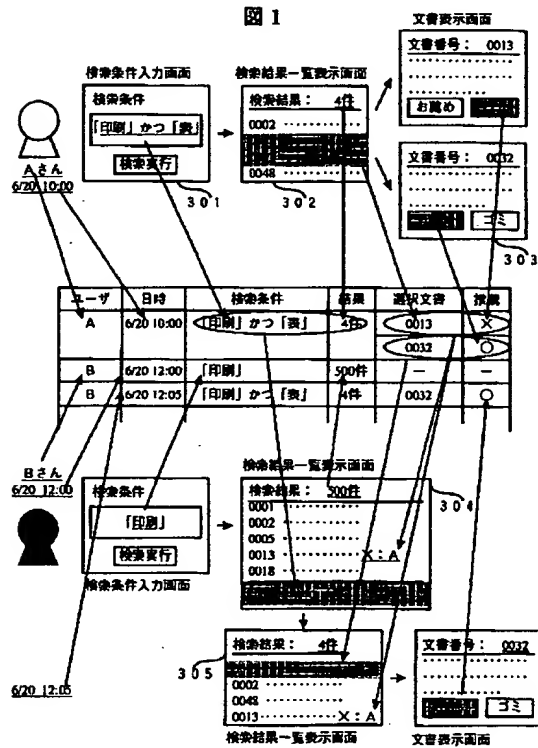 図1
文書表示画面
文書番号： 0013
お薦め
検索条件入力画面
検索条件
「印刷」かつ「表」
検索実行
301
検索結果一覧表示画面
検索結果： 4件
0002
0048
302
文書番号： 0032
ゴミ
303
Aさん
6/20 10:00
ユーザ 日時 検索条件 結果 選択文書 推薦
A 6/20 10:00 「印刷」かつ「表」 4件 0013 ×
0032 ○
B 6/20 12:00 「印刷」 500件 − −
B 6/20 12:05 「印刷」かつ「表」 4件 0032 ○
Bさん
6/20 12:00
検索条件
「印刷」
検索実行
検索条件入力画面
検索結果一覧表示画面
検索結果： 500件
0001
0002
0005
0013 X：A
0018
304
6/20 12:05
305
検索結果： 4件
0002
0048
0013 X：A
検索結果一覧表示画面
文書番号： 0032
ゴミ
文書表示画面